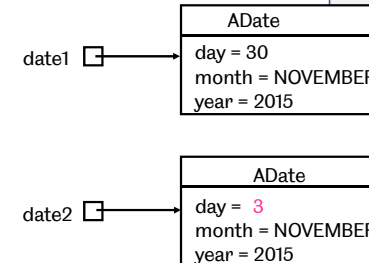 ADate
date1
day = 30
month = NOVEMBER
year = 2015
ADate
date2
day = 3
month = NOVEMBER
year = 2015